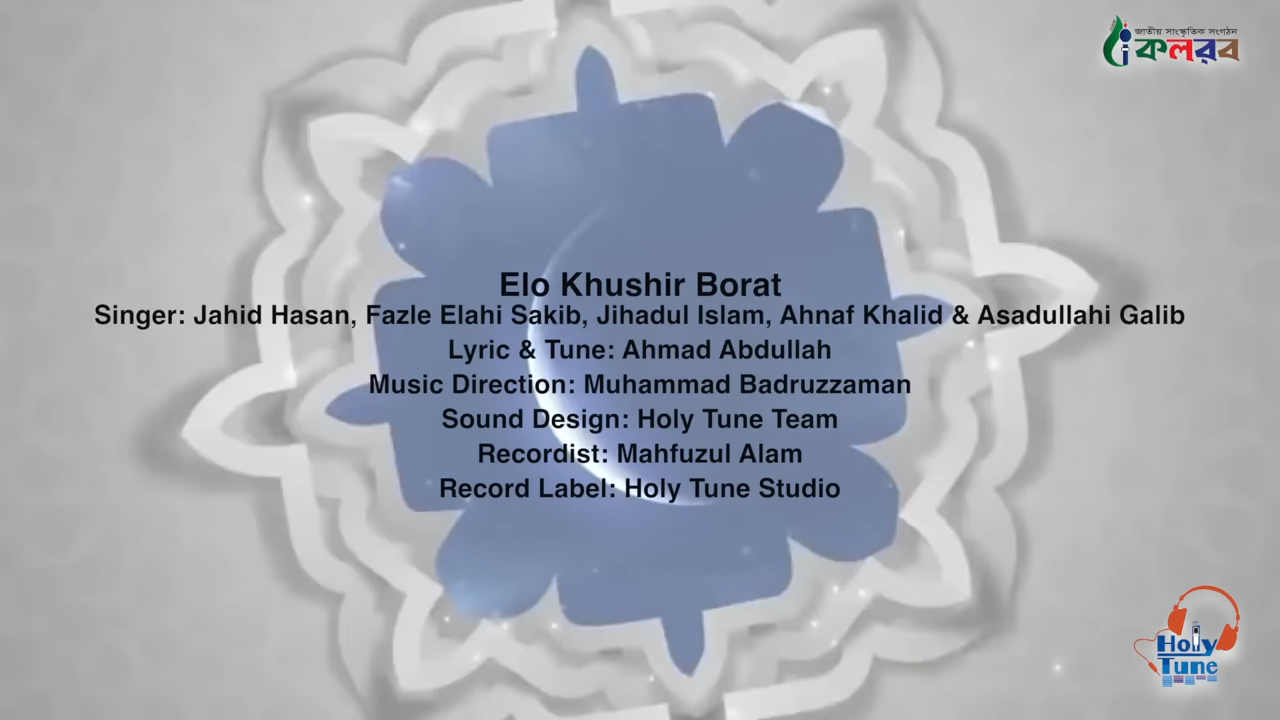 জাতীয় সাংস্কৃতিক সংগঠন
কলরব
Elo Khushir Borat
Singer: Jahid Hasan, Fazle Elahi Sakib, Jihadul Islam, Ahnaf Khalid & Asadullahi Galib
Lyric & Tune: Ahmad Abdullah
Music Direction: Muhammad Badruzzaman
Sound Design: Holy Tune Team
Recordist: Mahfuzul Alam
Record Label: Holy Tune Studio
Holy
Tune